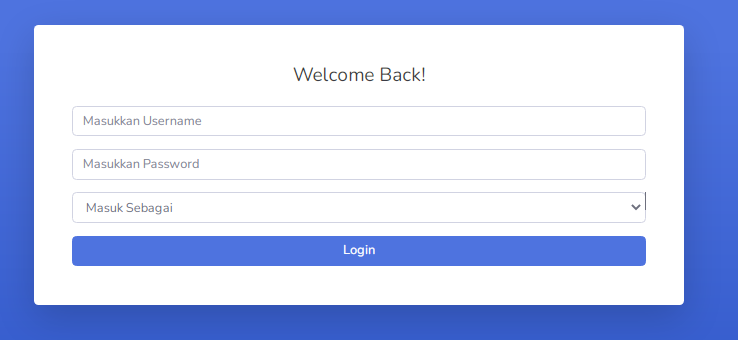 Welcome Back!
Masukkan Username
Masukkan Password
Masuk Sebagai
Login